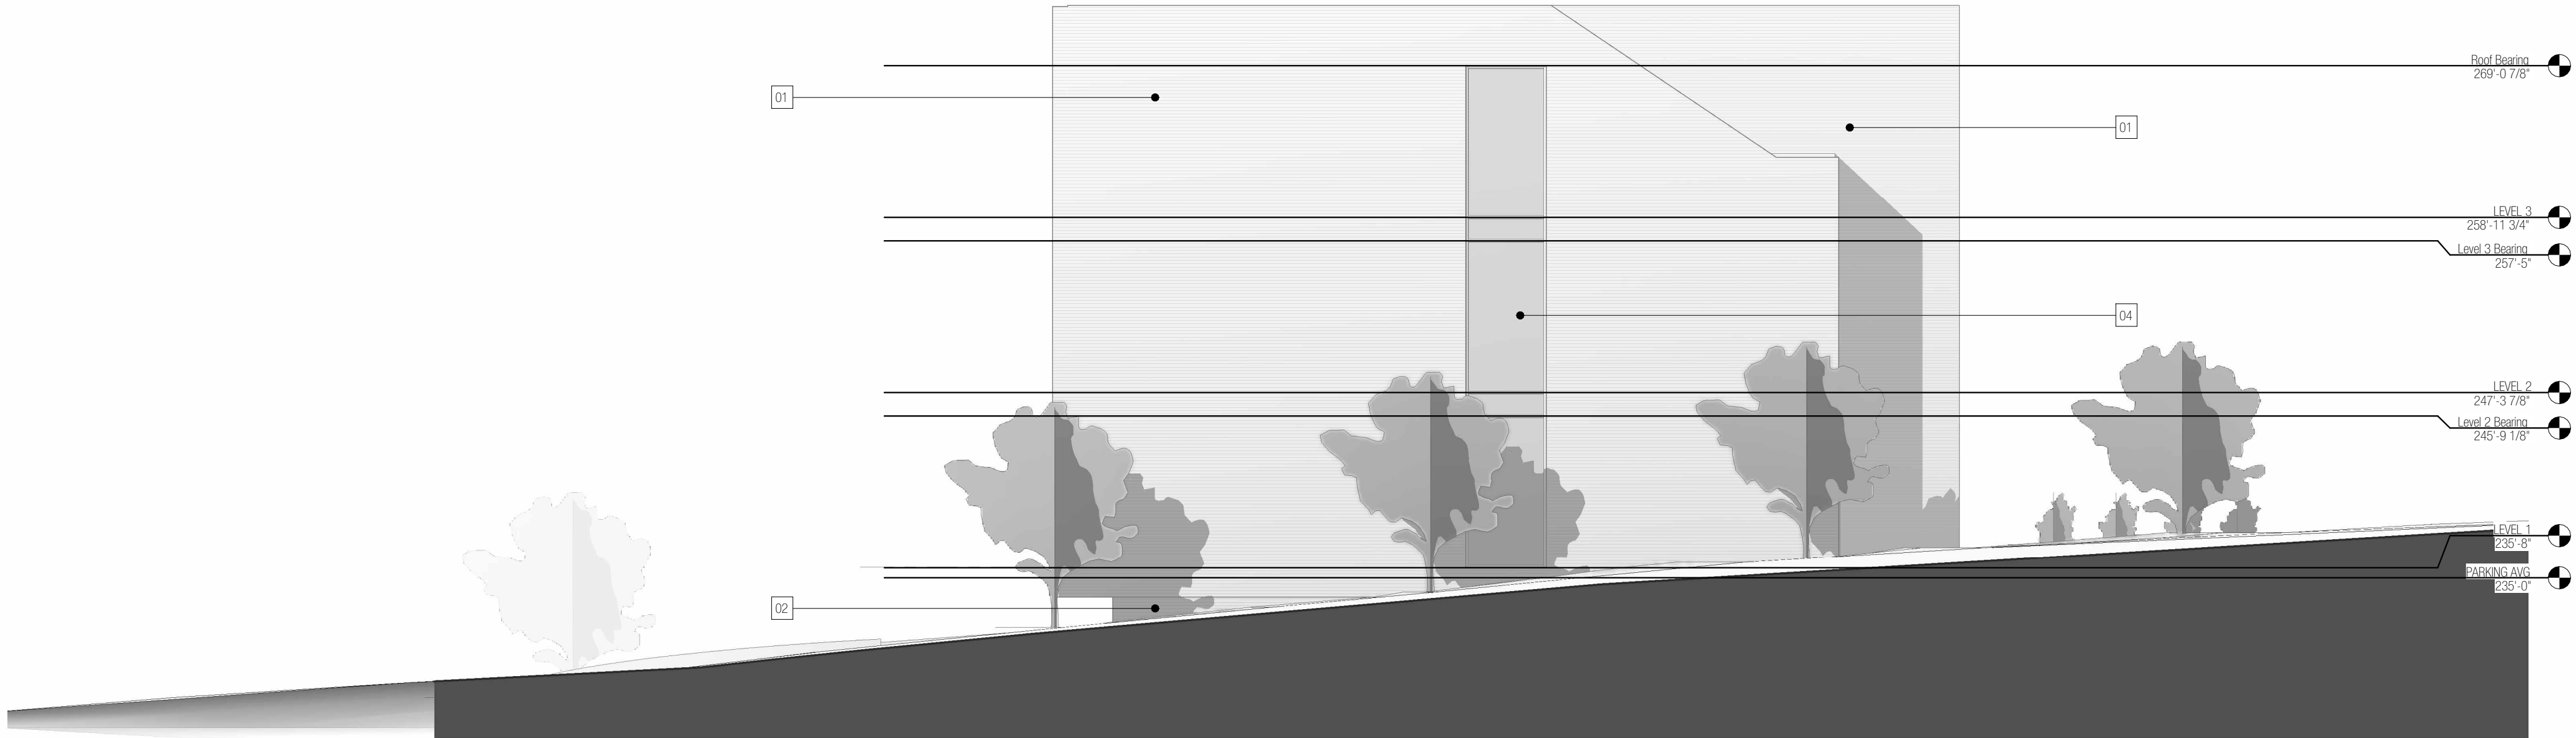 Roof Bearing
269'-0 7/8"
01
01
LEVEL 3
258'-11 3/4"
Level 3 Bearing
257'-5"
04
LEVEL 2
247'-3 7/8"
Level 2 Bearing
245'-9 1/8"
LEVEL 1
235'-8"
PARKING AVG
235'-0"
02